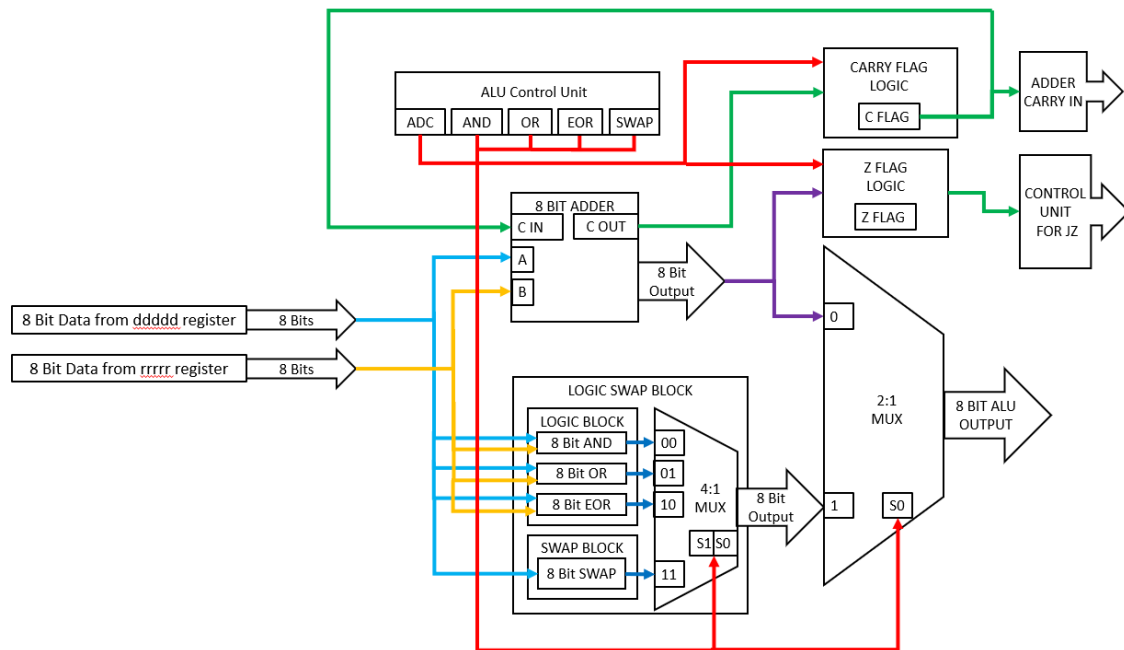 ALU Control Unit
ADC AND OR EOR SWAP
CARRY FLAG
LOGIC
C FLAG
ADDER
CARRY IN
Z FLAG
LOGIC
Z FLAG
CONTROL
UNIT
FOR JZ
8 BIT ADDER
C IN C OUT
A
B
8 Bit
Output
8 Bit Data from ddddd register 8 Bits
8 Bit Data from rrrrr register 8 Bits
0
2:1
MUX
1
S0
8 BIT ALU
OUTPUT
LOGIC SWAP BLOCK
LOGIC BLOCK
8 Bit AND 00
8 Bit OR 01
8 Bit EOR 10
4:1
MUX
S1 S0
SWAP BLOCK
8 Bit SWAP 11
8 Bit
Output